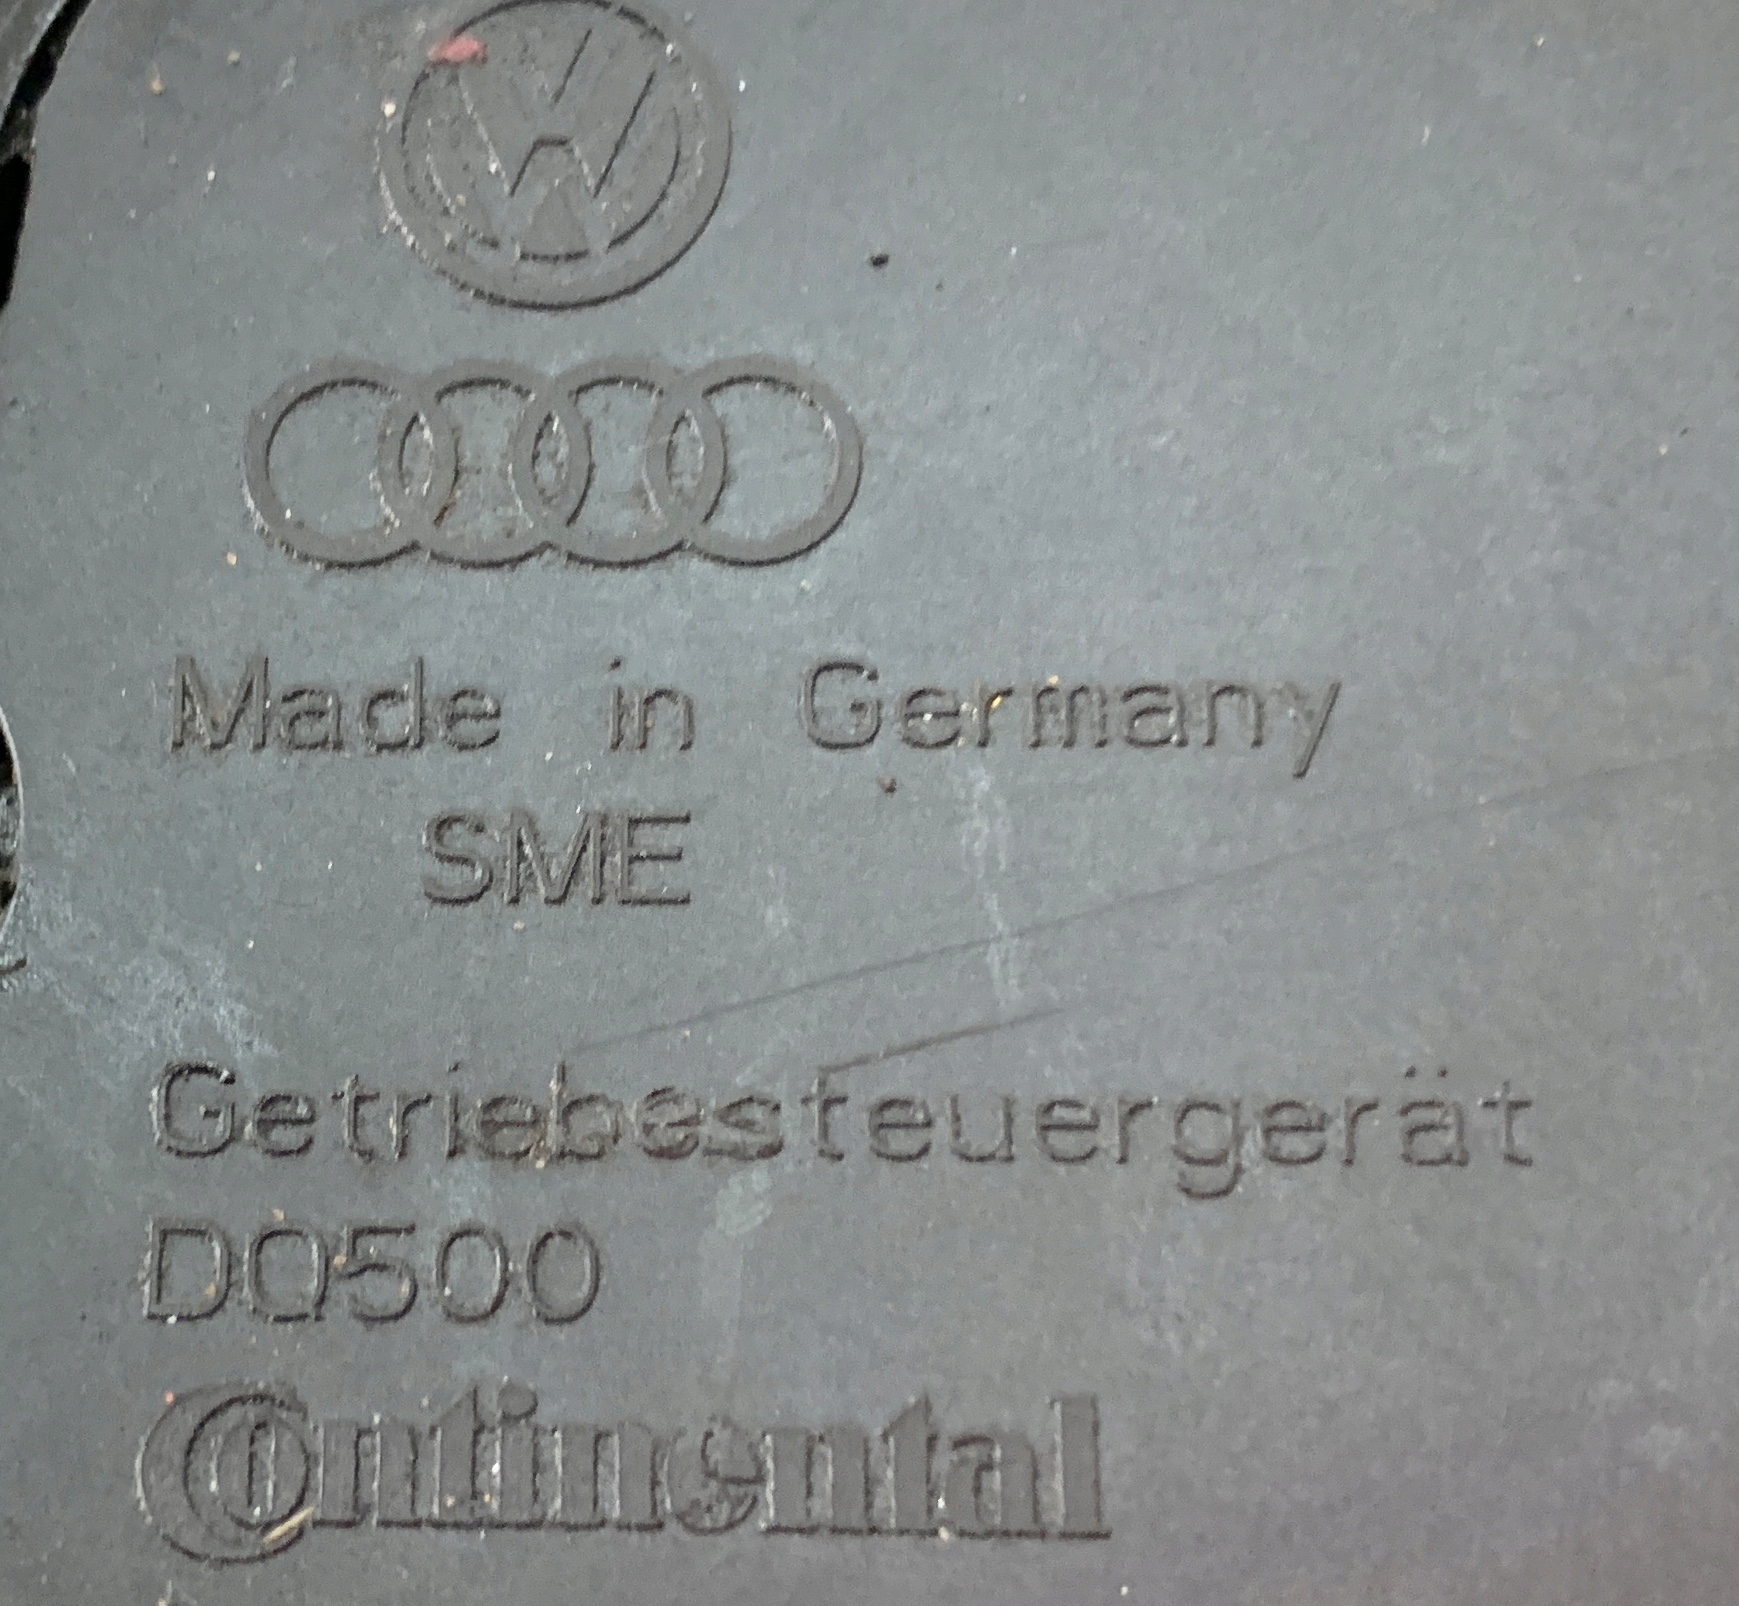 Made in Germany
SME
Getriebesteuergerät
DQ500
Continental